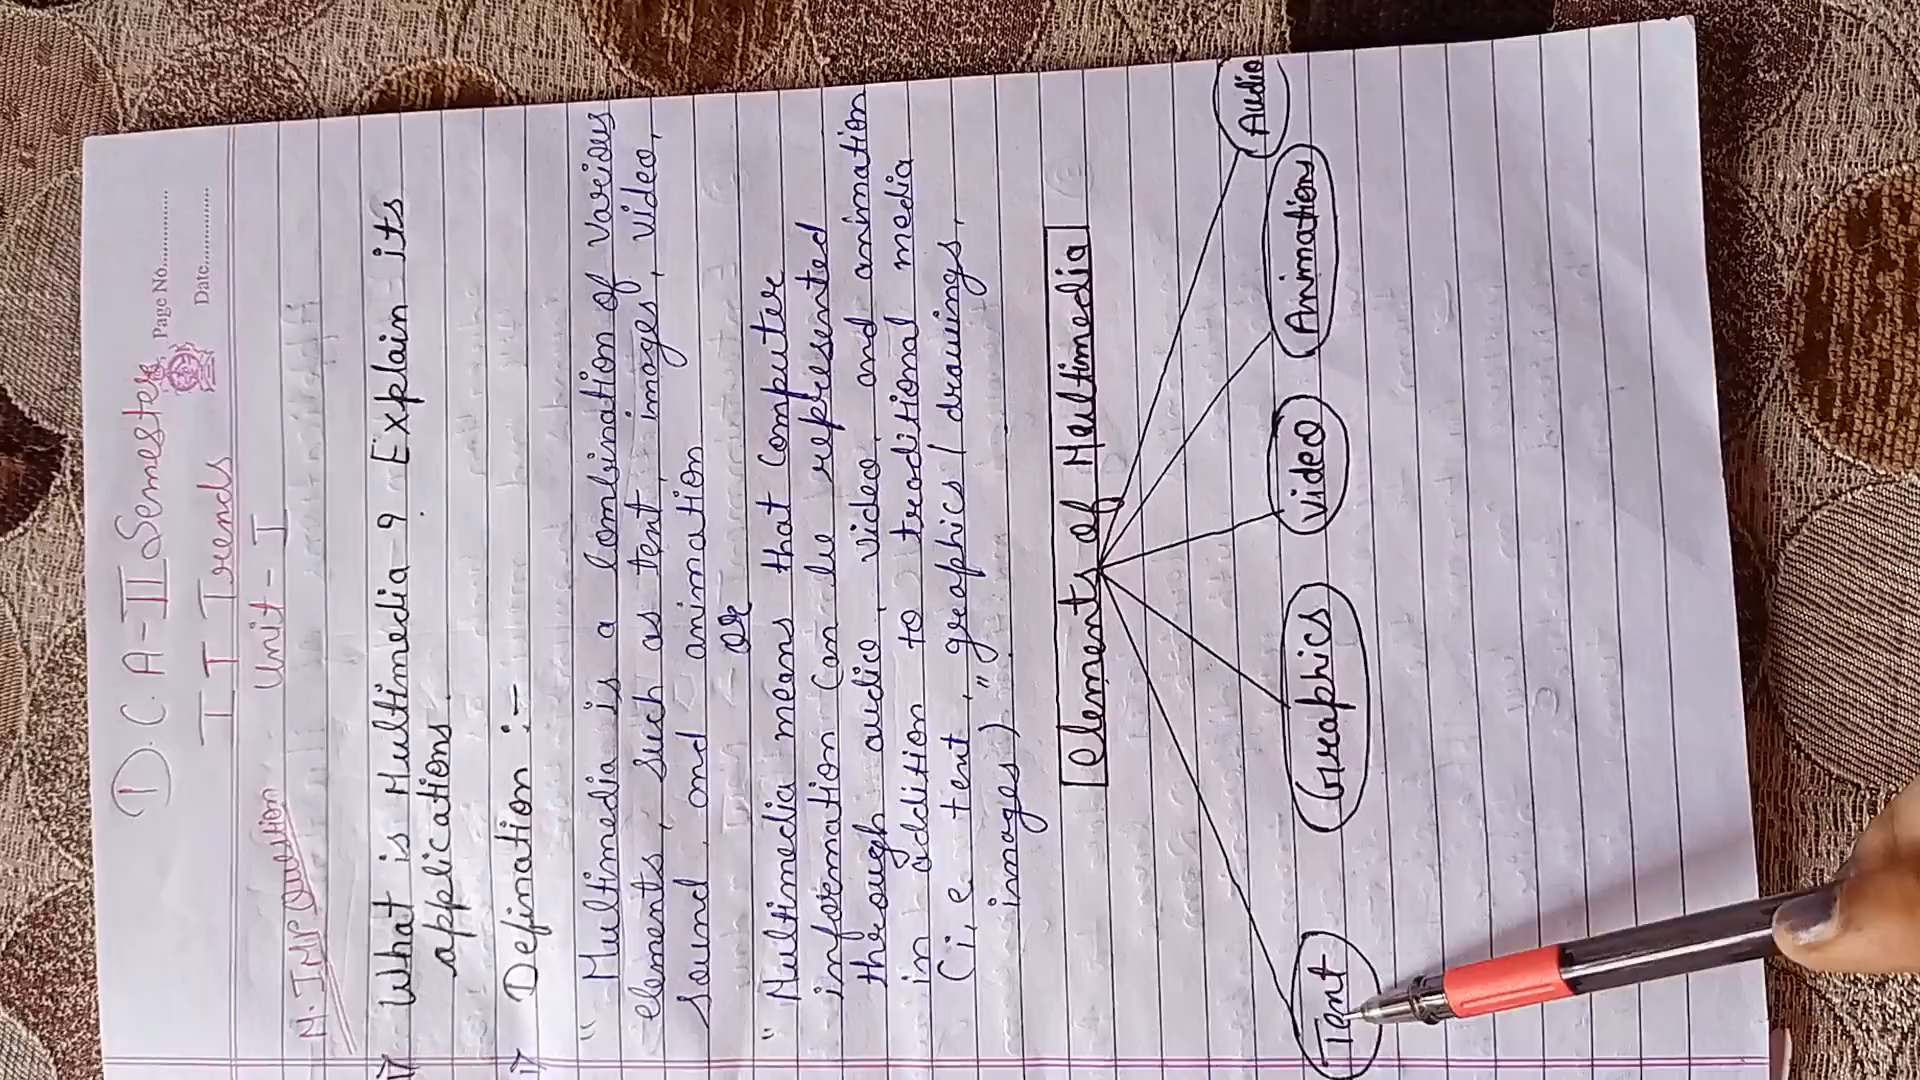 D.C.A-II Semester
Page No.
I T Trends
Date
Unit - I
M.IMP Question
What is Multimedia-9 Explain its
applications.
Defination :-
" Multimedia is a Combination of Various
elements, such as text, images, video,
sound, and animation
OR
" Multimedia means that Computer
information Can be represented
through audio, video, and animation
in addition to traditional media
(i, e text, graphics / drawings,
images)."
elements of Multimedia
Text
Graphics
video
Animations
Audio